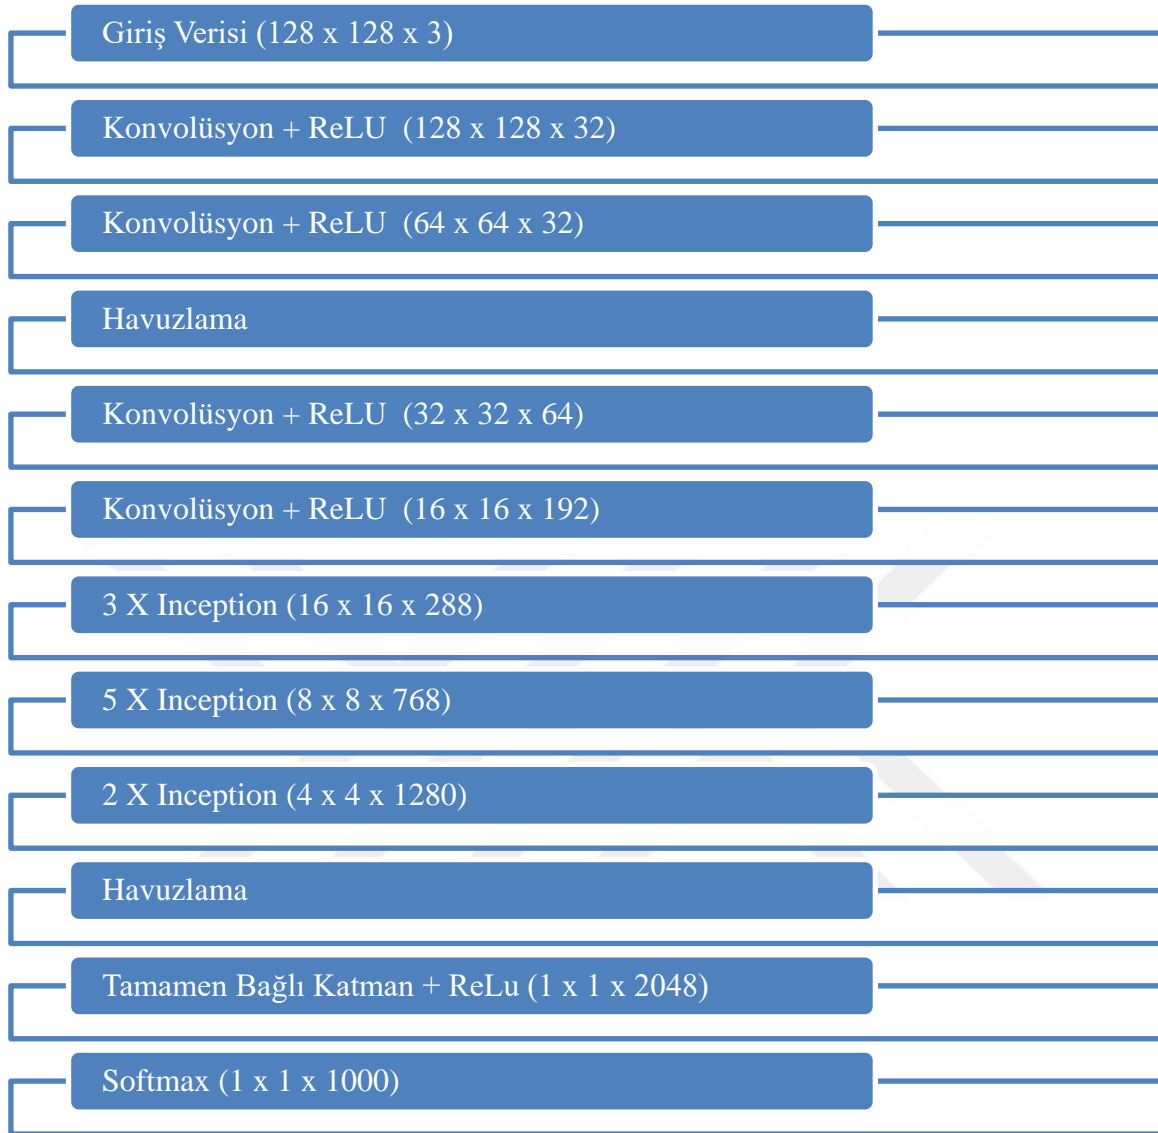 Giriş Verisi (128 x 128 x 3)
Konvolüsyon + ReLU (128 x 128 x 32)
Konvolüsyon + ReLU (64 x 64 x 32)
Havuzlama
Konvolüsyon + ReLU (32 x 32 x 64)
Konvolüsyon + ReLU (16 x 16 x 192)
3 X Inception (16 x 16 x 288)
5 X Inception (8 x 8 x 768)
2 X Inception (4 x 4 x 1280)
Havuzlama
Tamamen Bağlı Katman + ReLu (1 x 1 x 2048)
Softmax (1 x 1 x 1000)